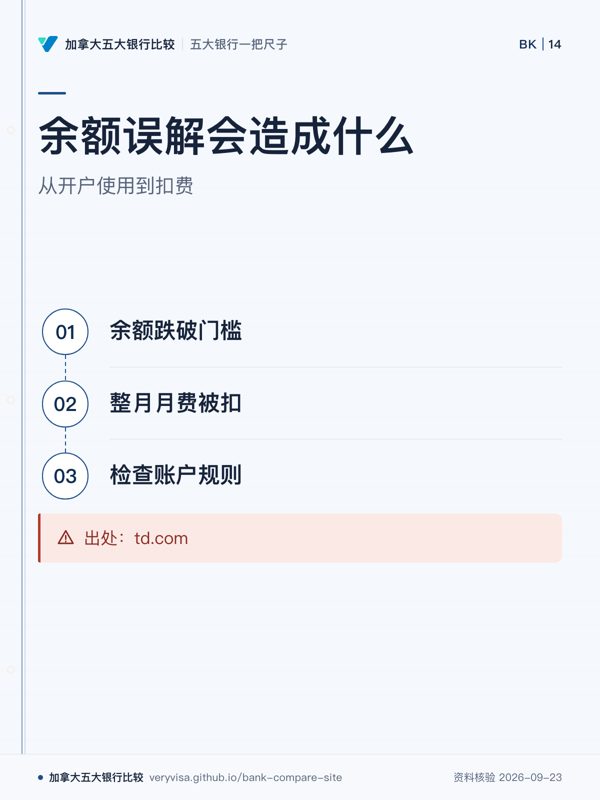 加拿大五大银行比较 | 五大银行一把尺子
BK | 14
余额误解会造成什么
从开户使用到扣费
01 余额跌破门槛
02 整月月费被扣
03 检查账户规则
出处：td.com
加拿大五大银行比较 veryvisa.github.io/bank-compare-site
资料核验 2026-09-23